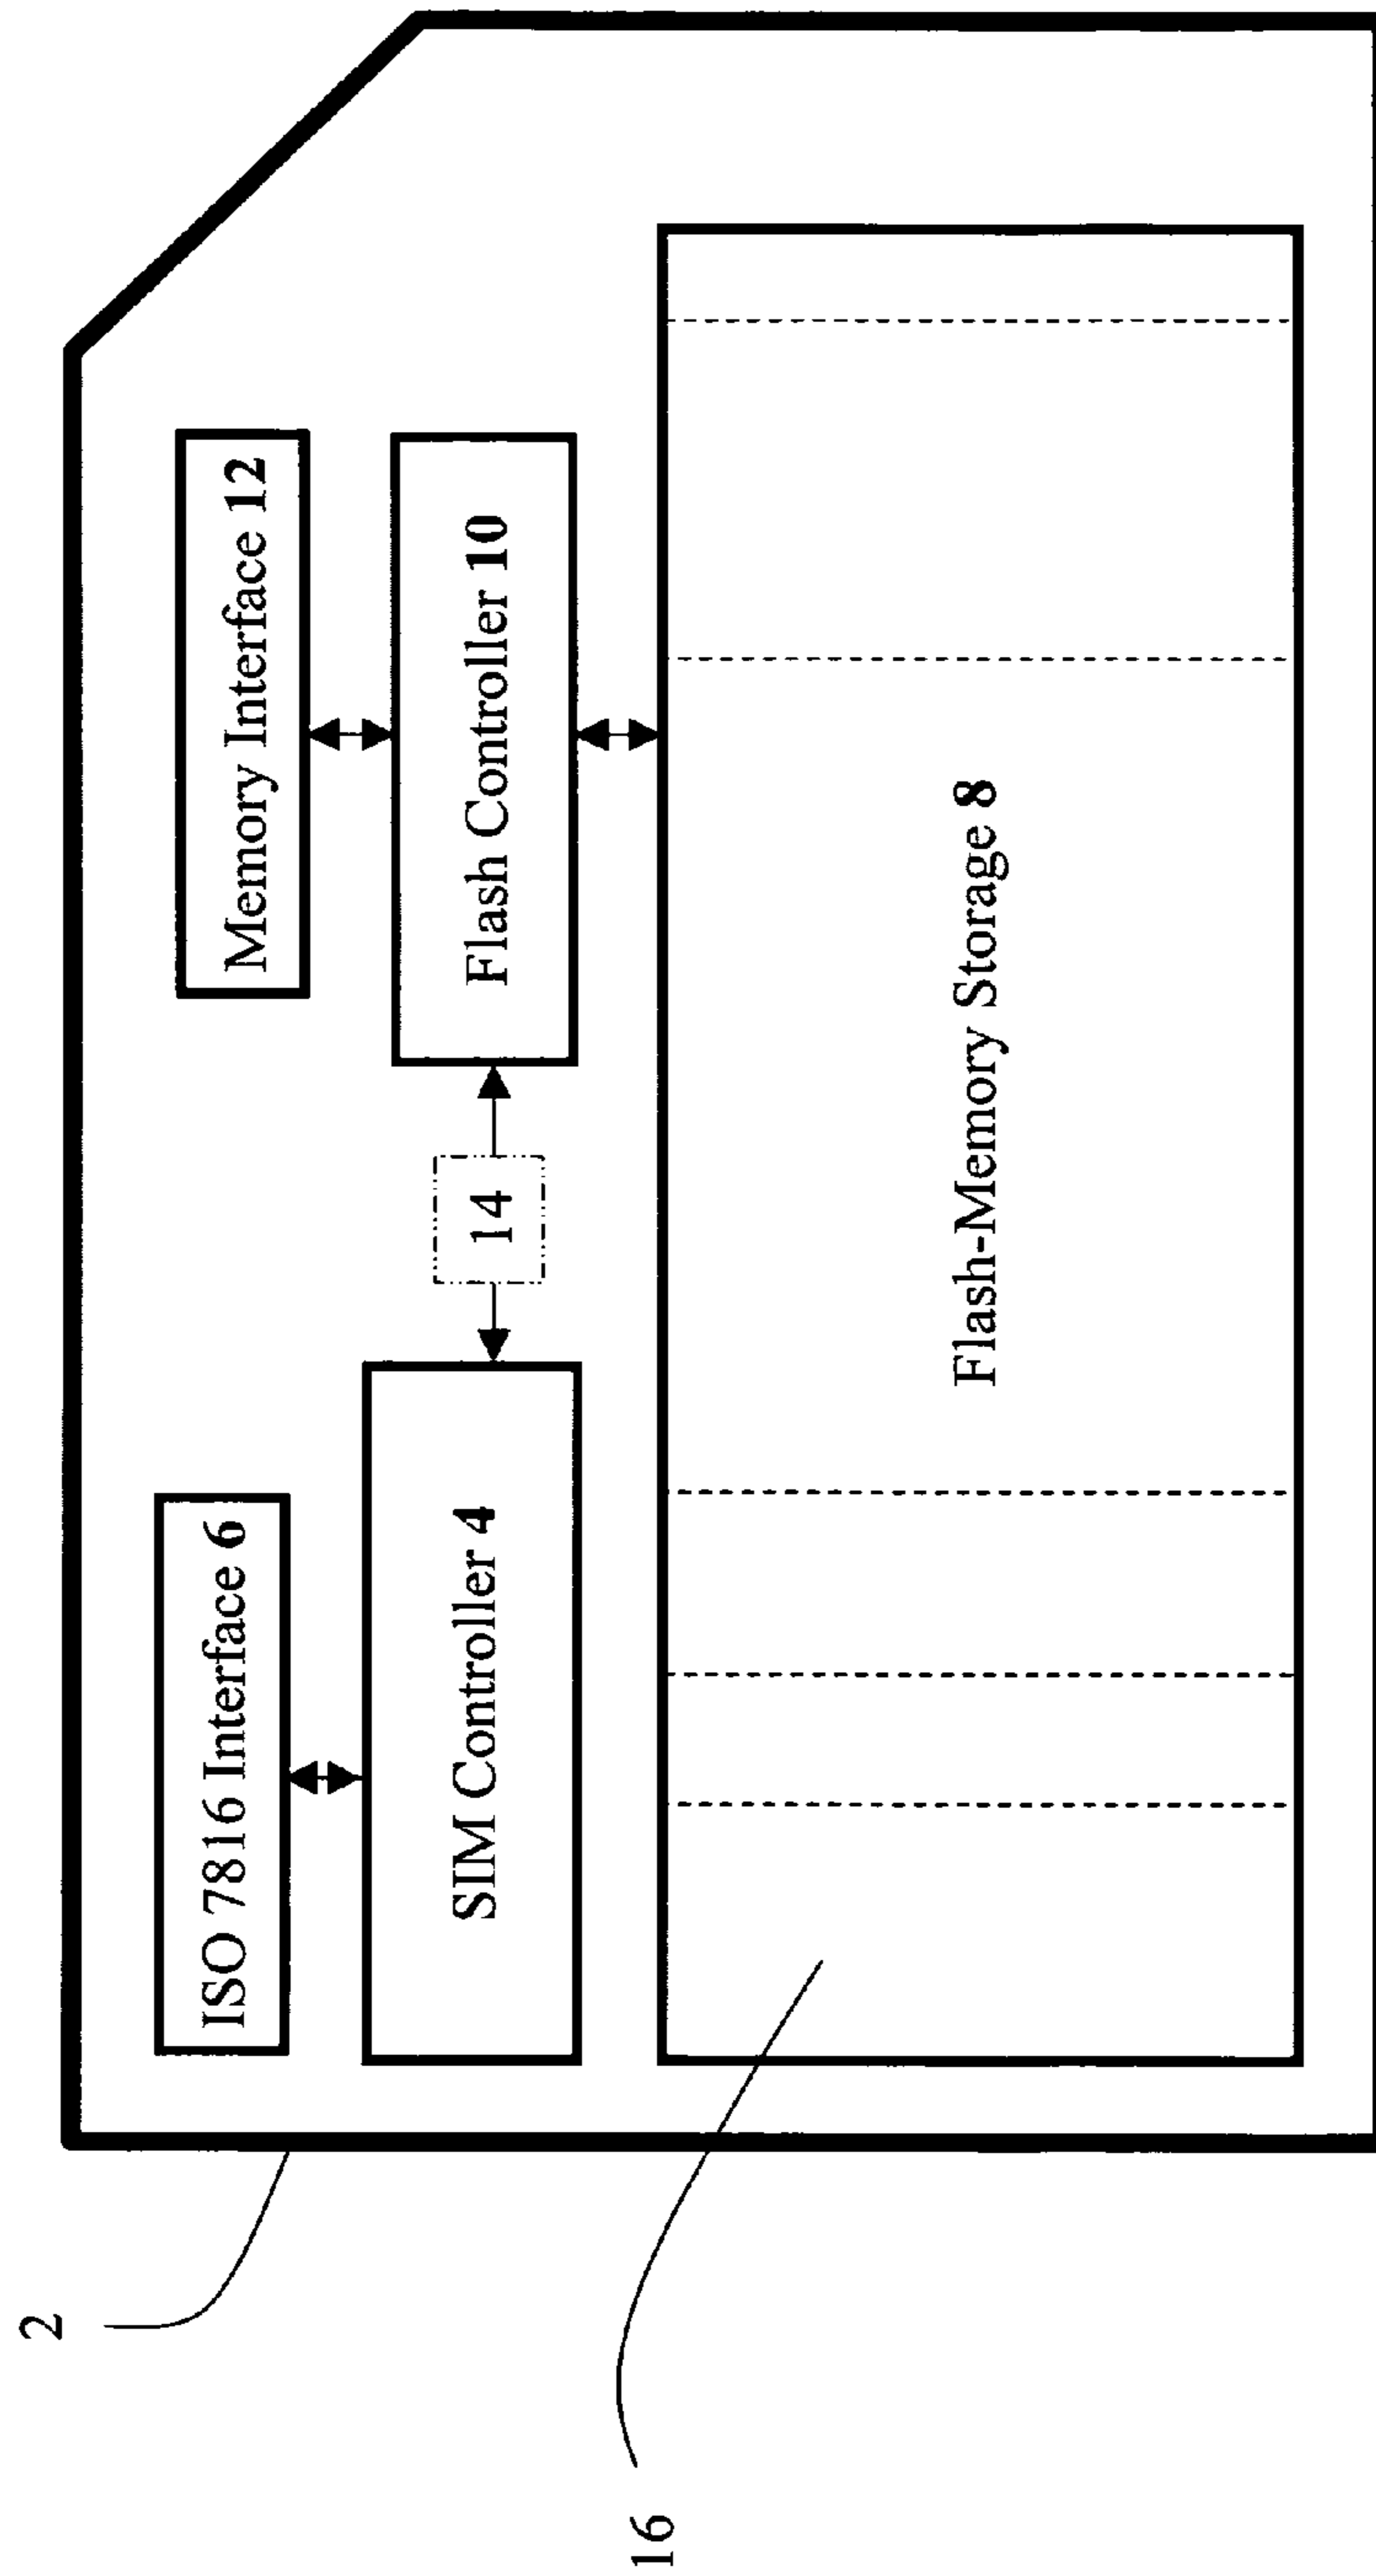 2
ISO 7816 Interface 6
Memory Interface 12
SIM Controller 4
14
Flash Controller 10
16
Flash-Memory Storage 8